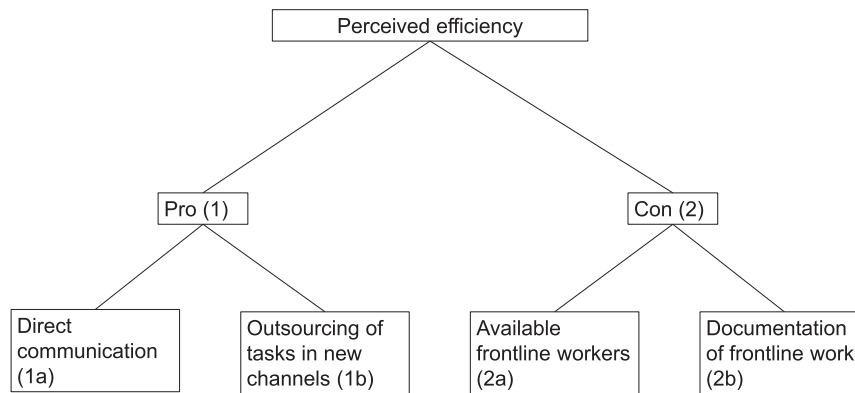 Perceived efficiency
Pro (1)
Con (2)
Direct
communication
(1a)
Outsourcing of
tasks in new
channels (1b)
Available
frontline workers
(2a)
Documentation
of frontline work
(2b)